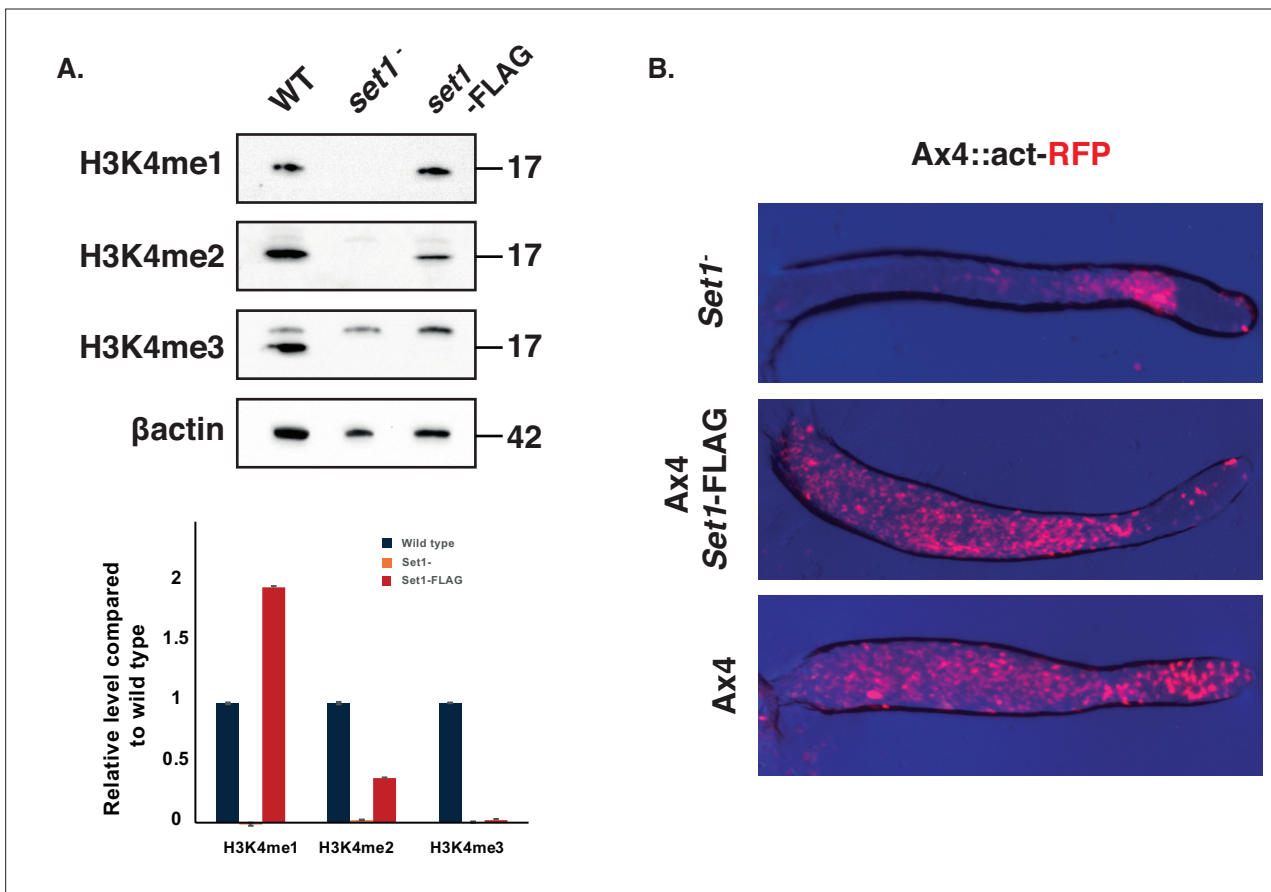 A.
WT
set1-
set1
-FLAG
H3K4me1
17
H3K4me2
17
H3K4me3
17
βactin
42
Relative level compared
to wild type
2
1.5
1
0.5
0
Wild type
Set1-
Set1-FLAG
H3K4me1
H3K4me2
H3K4me3
B.
Ax4::act-RFP
Set1-
Ax4
Set1-FLAG
Ax4